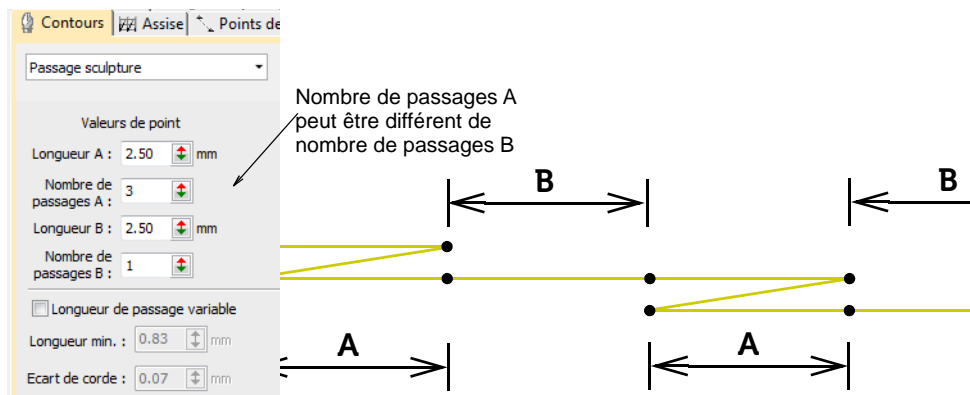 Contours Assise Points de
Passage sculpture
Valeurs de point
Longueur A : 2.50 mm
Nombre de
passages A : 3
Longueur B : 2.50 mm
Nombre de
passages B : 1
Longueur de passage variable
Longueur min. : 0.83 mm
Ecart de corde : 0.07 mm
Nombre de passages A
peut être différent de
nombre de passages B
B
B
A
A